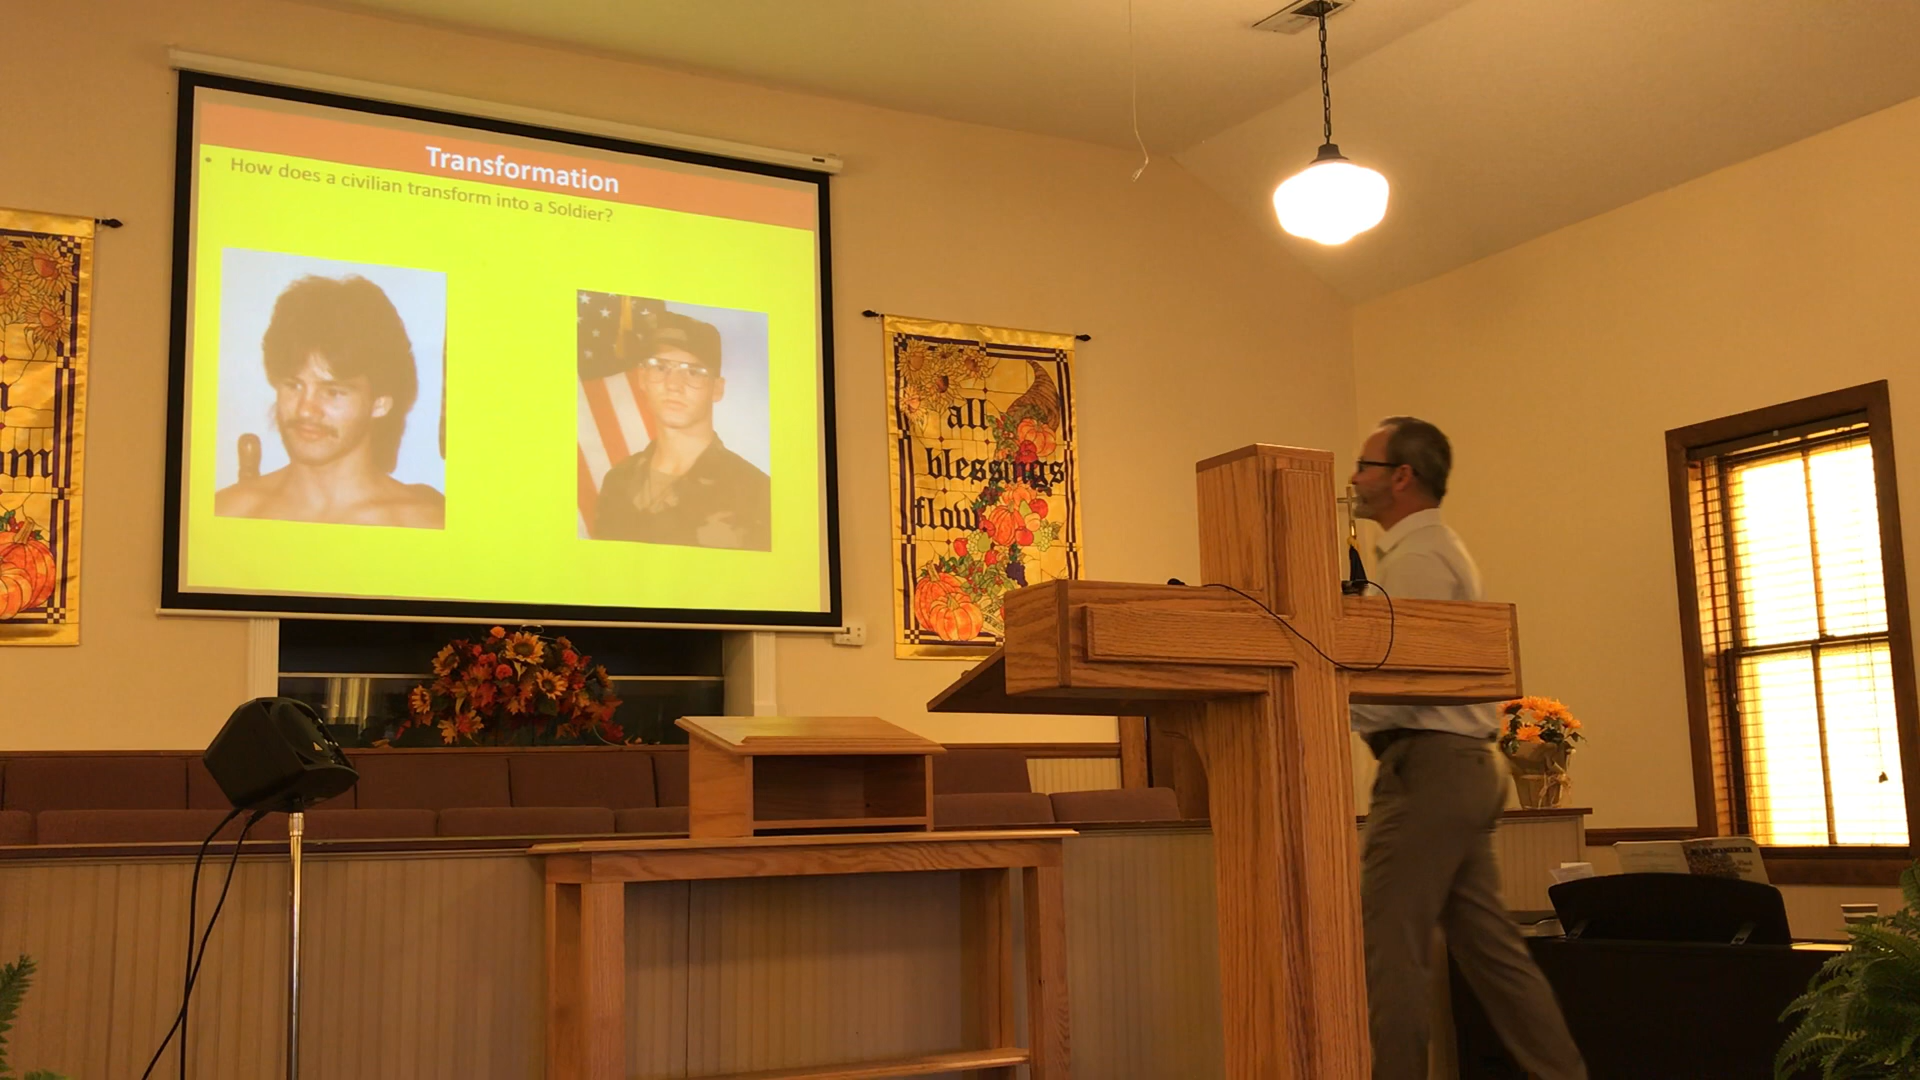 Transformation
• How does a civilian transform into a Soldier?
all
blessings
flow